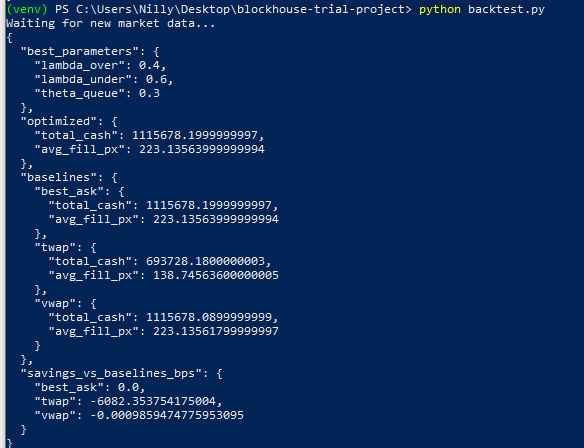 (venv) PS C:\Users\Nilly\Desktop\blockhouse-trial-project> python backtest.py
Waiting for new market data...
{
  "best_parameters": {
    "lambda_over": 0.4,
    "lambda_under": 0.6,
    "theta_queue": 0.3
  },
  "optimized": {
    "total_cash": 1115678.1999999997,
    "avg_fill_px": 223.13563999999994
  },
  "baselines": {
    "best_ask": {
      "total_cash": 1115678.1999999997,
      "avg_fill_px": 223.13563999999994
    },
    "twap": {
      "total_cash": 693728.1800000003,
      "avg_fill_px": 138.74563600000005
    },
    "vwap": {
      "total_cash": 1115678.0899999999,
      "avg_fill_px": 223.13561799999997
    }
  },
  "savings_vs_baselines_bps": {
    "best_ask": 0.0,
    "twap": -6082.353754175004,
    "vwap": -0.0009859474775953095
  }
}